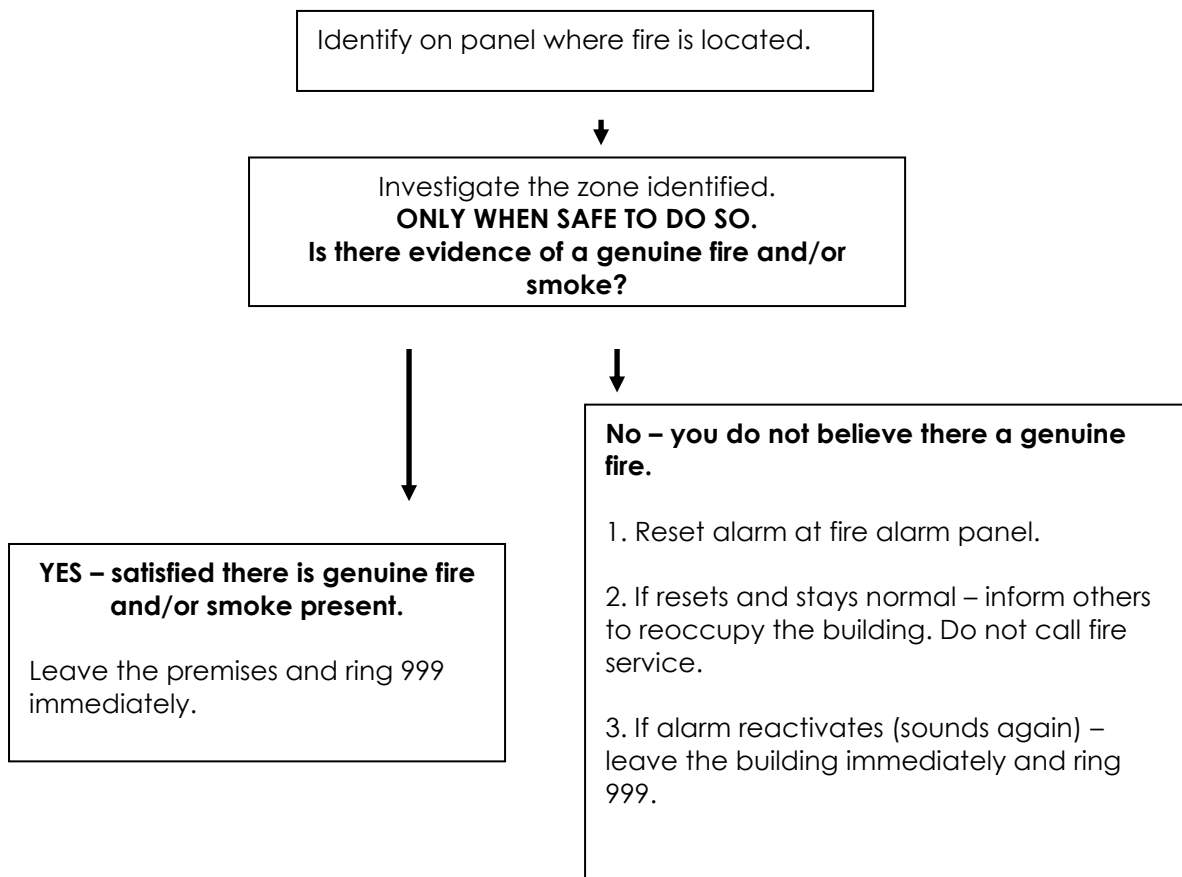 Identify on panel where fire is located.
Investigate the zone identified.
ONLY WHEN SAFE TO DO SO.
Is there evidence of a genuine fire and/or
smoke?
YES – satisfied there is genuine fire
and/or smoke present.
Leave the premises and ring 999
immediately.
No – you do not believe there a genuine
fire.
1. Reset alarm at fire alarm panel.
2. If resets and stays normal – inform others
to reoccupy the building. Do not call fire
service.
3. If alarm reactivates (sounds again) –
leave the building immediately and ring
999.